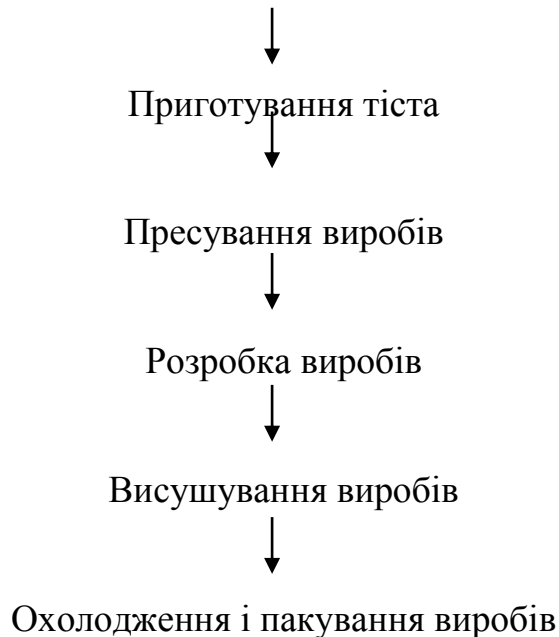 Приготування тіста
Пресування виробів
Розробка виробів
Висушування виробів
Охолодження і пакування виробів